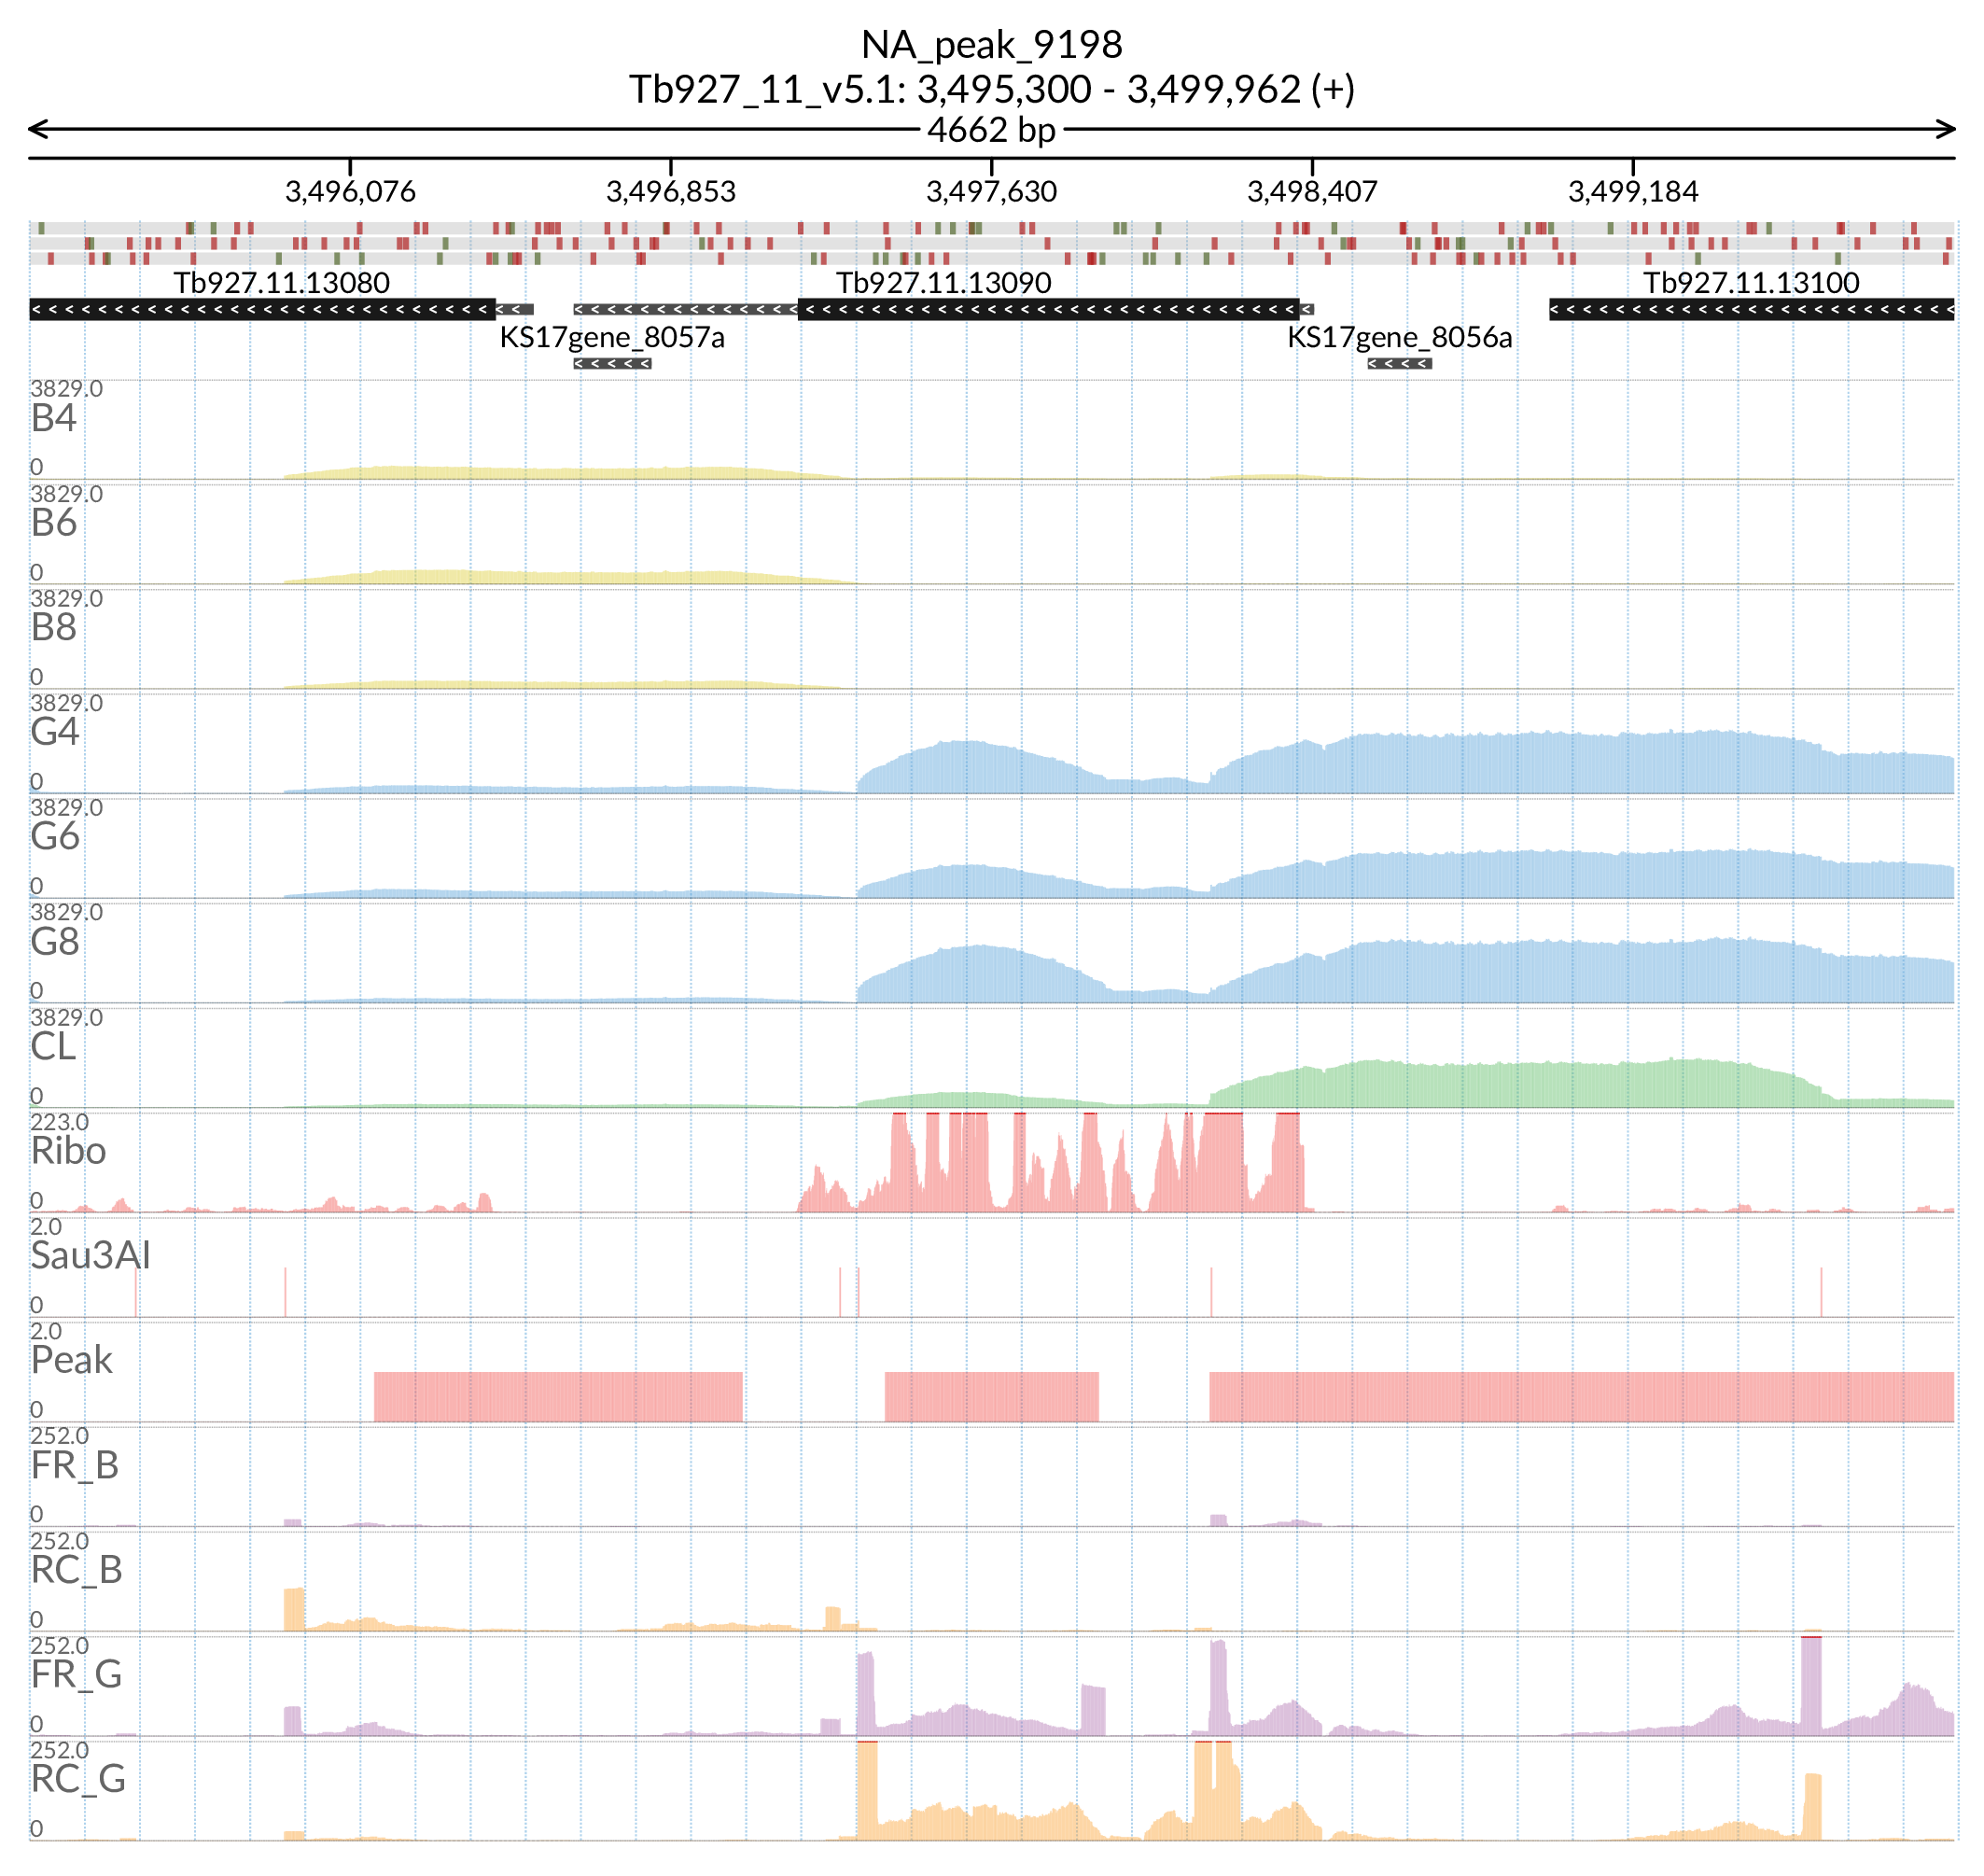 NA_peak_9198
Tb927_11_v5.1: 3,495,300 - 3,499,962 (+)
4662 bp
3,496,076 3,496,853 3,497,630 3,498,407 3,499,184
Tb927.11.13080 Tb927.11.13090 Tb927.11.13100
KS17gene_8057a KS17gene_8056a
3829.0
B4
0
3829.0
B6
0
3829.0
B8
0
3829.0
G4
0
3829.0
G6
0
3829.0
G8
0
3829.0
CL
0
223.0
Ribo
0
2.0
Sau3AI
0
2.0
Peak
0
252.0
FR_B
0
252.0
RC_B
0
252.0
FR_G
0
252.0
RC_G
0